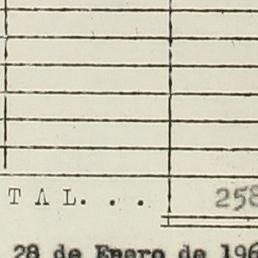 T A L. . . 258
28 de Enero de 196